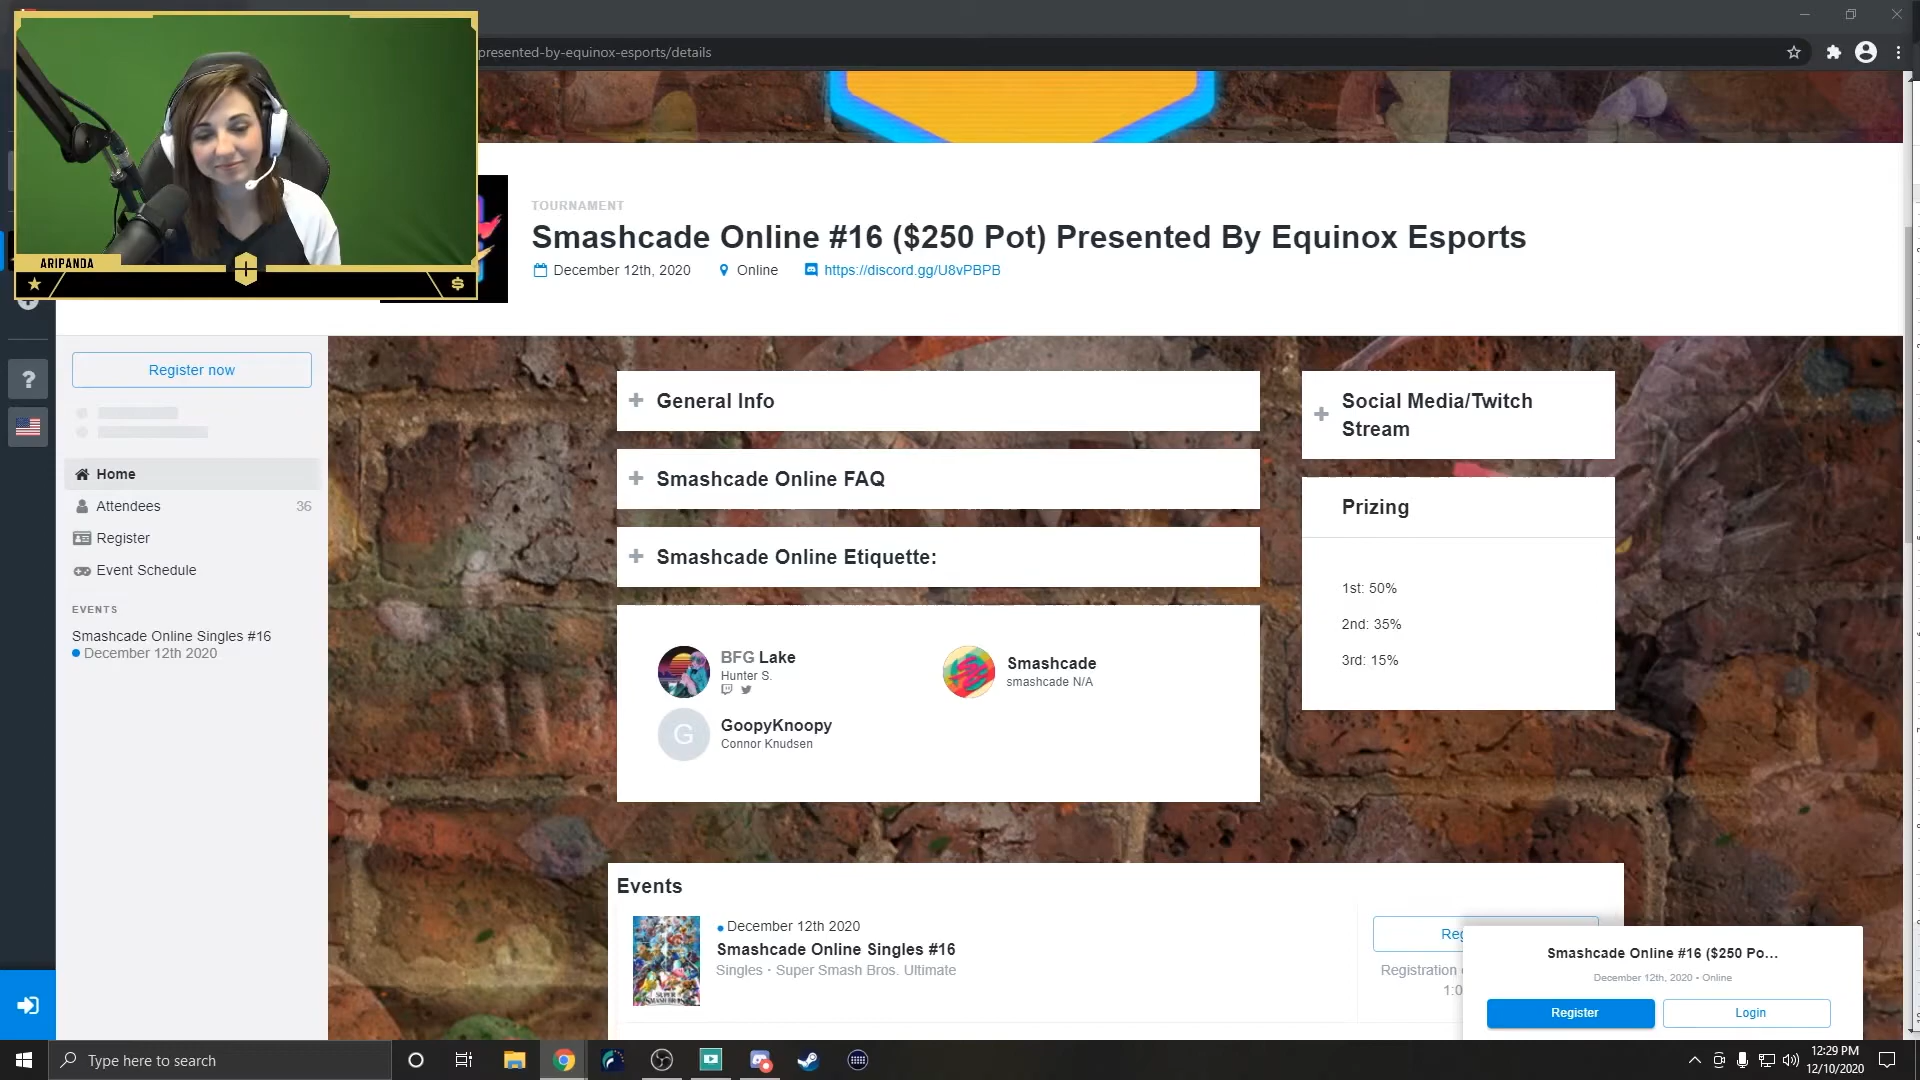 presented-by-equinox-esports/details
ARIPANDA
TOURNAMENT
Smashcade Online #16 ($250 Pot) Presented By Equinox Esports
December 12th, 2020
Online
https://discord.gg/U8vPBPB
Register now
Home
Attendees 36
Register
Event Schedule
EVENTS
Smashcade Online Singles #16
December 12th 2020
General Info
Smashcade Online FAQ
Smashcade Online Etiquette:
BFG Lake
Hunter S.
Smashcade
smashcade N/A
G
GoopyKnoopy
Connor Knudsen
Social Media/Twitch
Stream
Prizing
1st: 50%
2nd: 35%
3rd: 15%
Events
December 12th 2020
Smashcade Online Singles #16
Singles · Super Smash Bros. Ultimate
Registration
Smashcade Online #16 ($250 Po...
December 12th, 2020 • Online
Register
Login
Type here to search
12:29 PM
12/10/2020